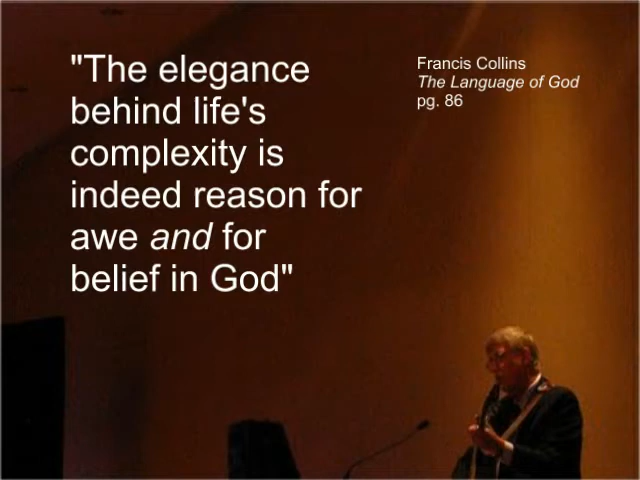 "The elegance
behind life's
complexity is
indeed reason for
awe and for
belief in God"
Francis Collins
The Language of God
pg. 86